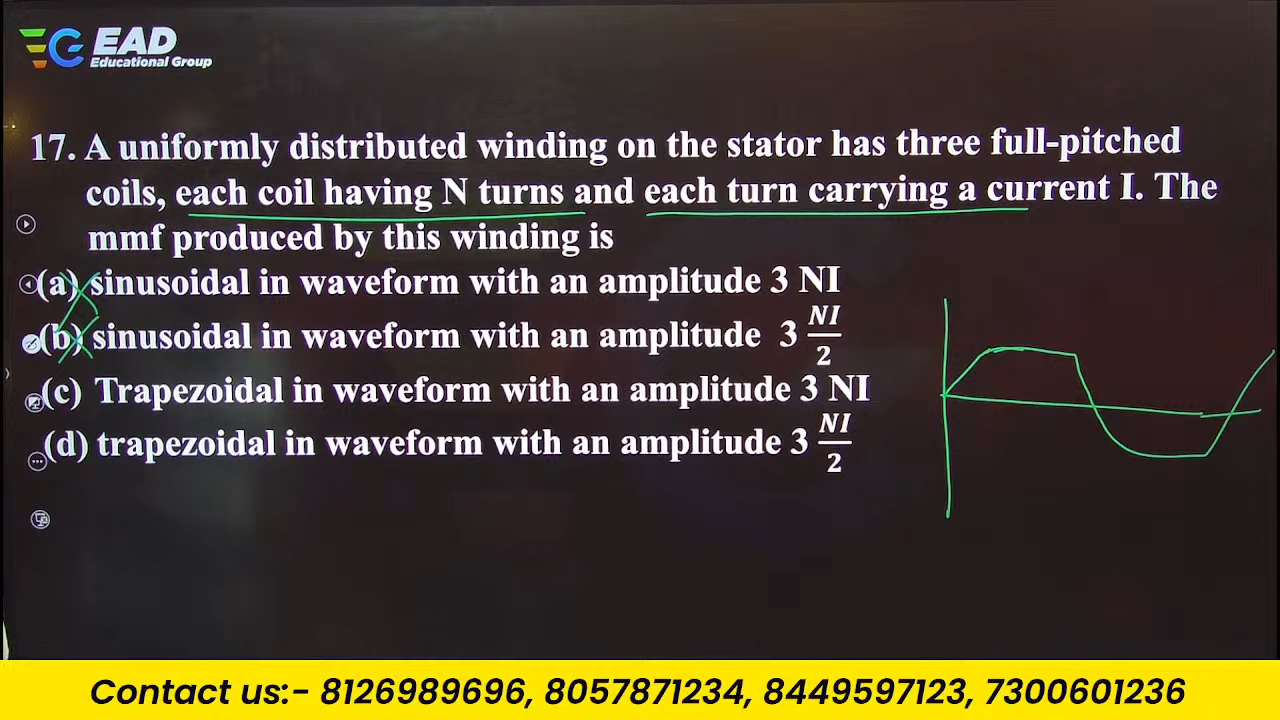 EAD
Educational Group
17. A uniformly distributed winding on the stator has three full-pitched
coils, each coil having N turns and each turn carrying a current I. The
mmf produced by this winding is
(a) sinusoidal in waveform with an amplitude 3 NI
(b) sinusoidal in waveform with an amplitude 3 NI/2
(c) Trapezoidal in waveform with an amplitude 3 NI
(d) trapezoidal in waveform with an amplitude 3 NI/2
Contact us:- 8126989696, 8057871234, 8449597123, 7300601236